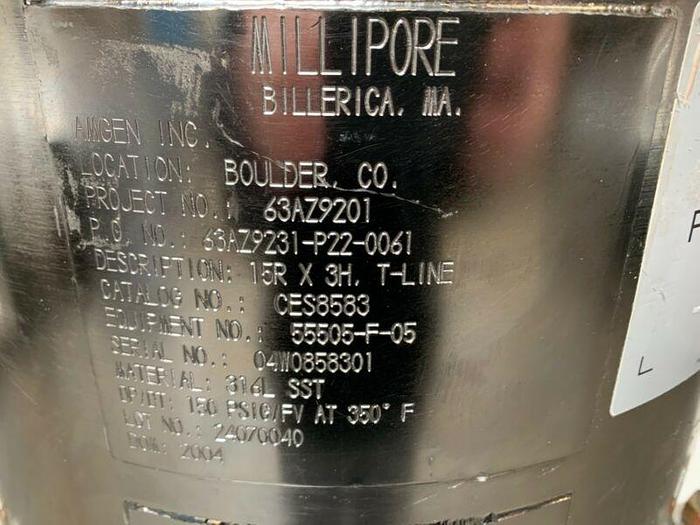 MILLIPORE
BILLERICA, MA.
AMGEN INC.
LOCATION: BOULDER, CO.
PROJECT NO.: 63AZ9201
P.O. NO.: 63AZ9231-P22-0061
DESCRIPTION: 15R X 3H, T-LINE
CATALOG NO.: CES8583
EQUIPMENT NO.: 55505-F-05
SERIAL NO.: 04W0858301
MATERIAL: 316L SST
DP/DT: 150 PSIG/FV AT 350° F
LOT NO.: 24070040
DOM: 2004
L